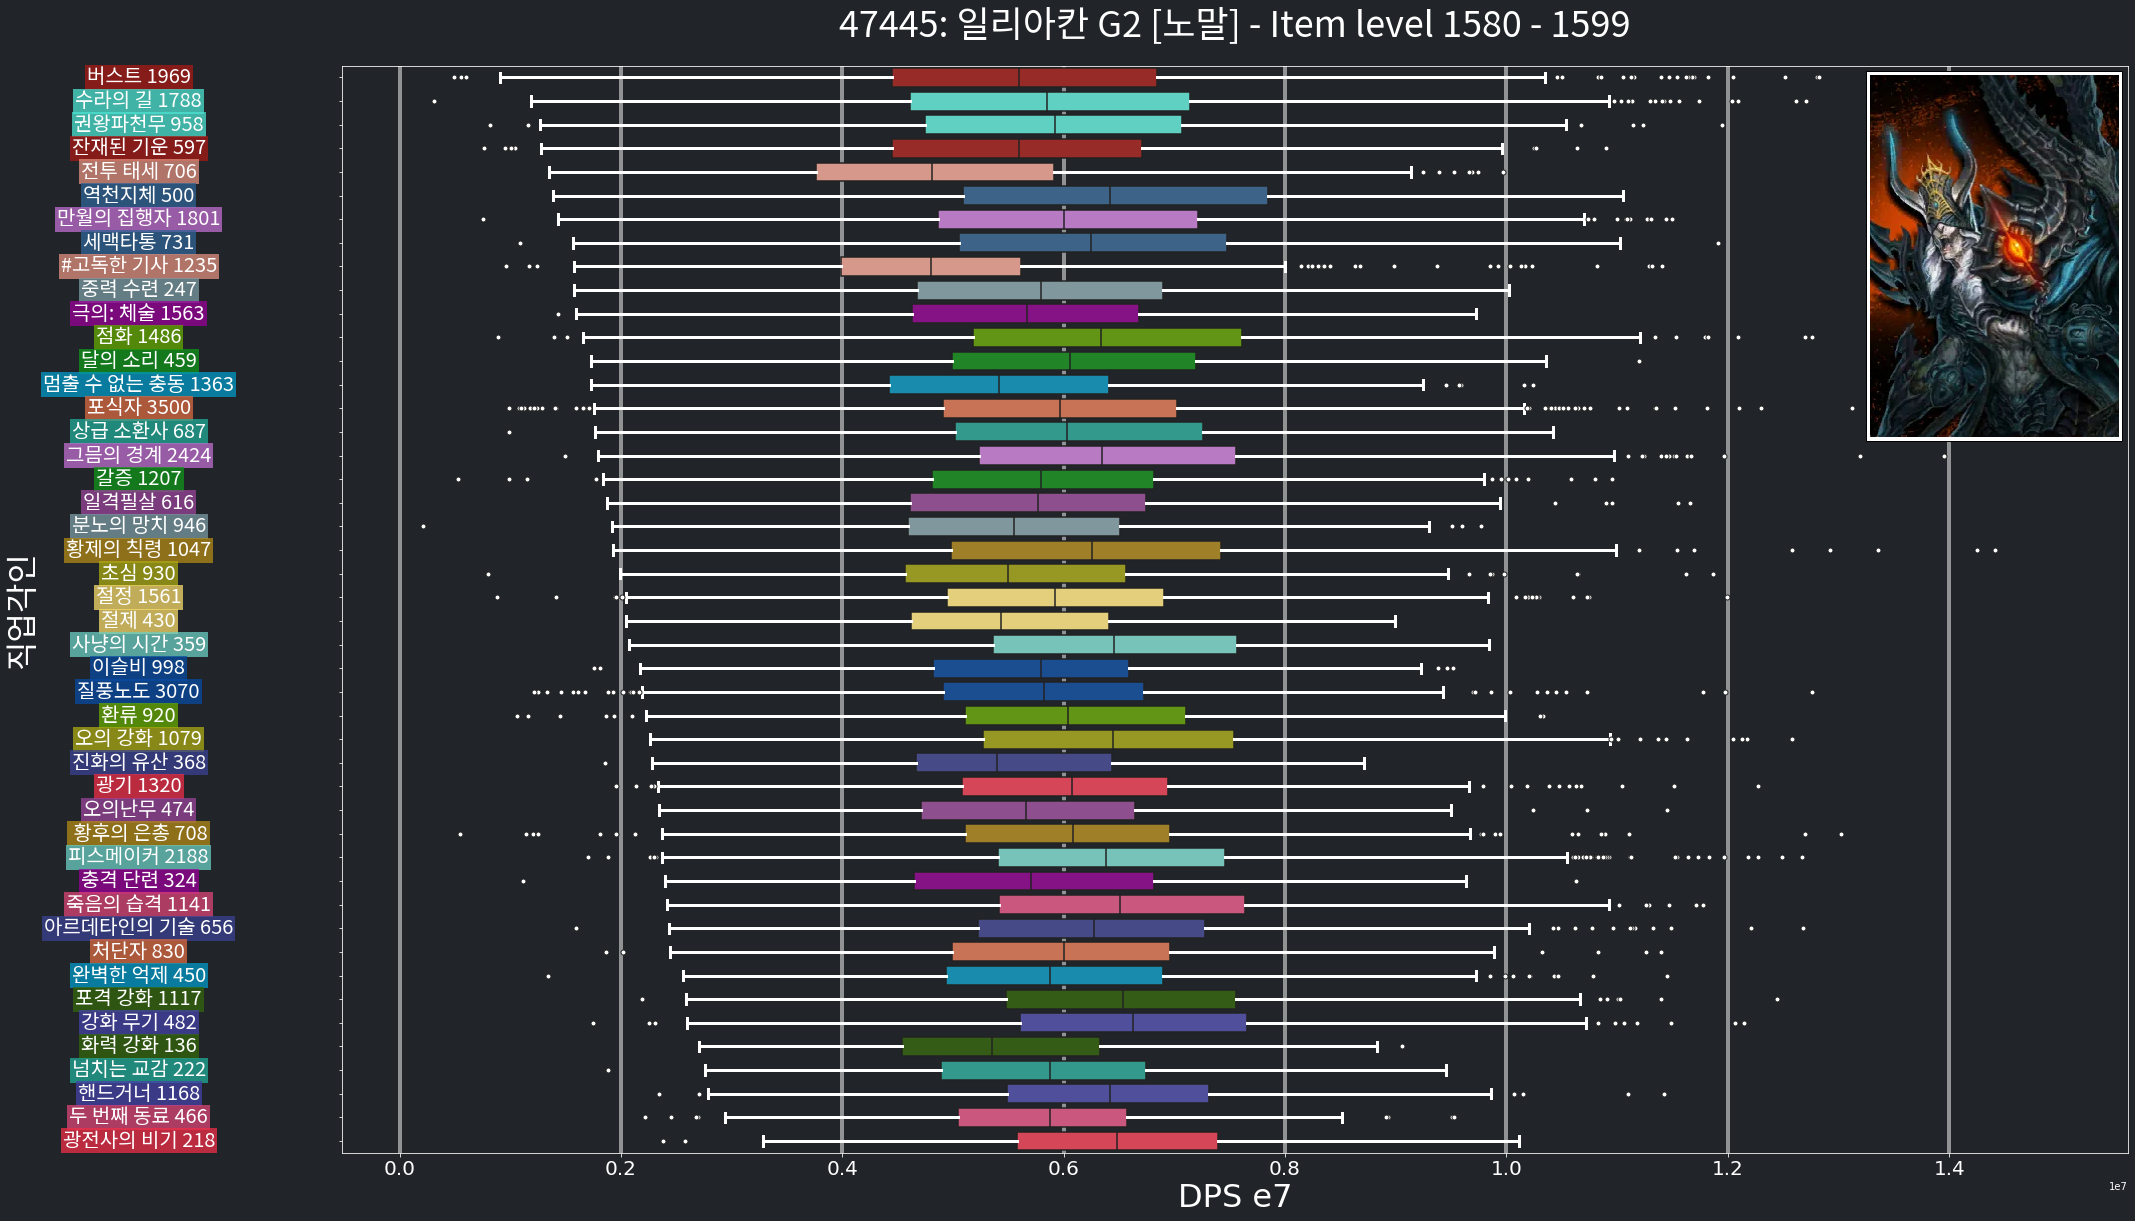 47445: 일리아칸 G2 [노말] - Item level 1580 - 1599
직업각인
버스트 1969
수라의 길 1788
권왕파천무 958
잔재된 기운 597
전투 태세 706
역천지체 500
만월의 집행자 1801
세맥타통 731
#고독한 기사 1235
중력 수련 247
극의: 체술 1563
점화 1486
달의 소리 459
멈출 수 없는 충동 1363
포식자 3500
상급 소환사 687
그믐의 경계 2424
갈증 1207
일격필살 616
분노의 망치 946
황제의 칙령 1047
초심 930
절정 1561
절제 430
사냥의 시간 359
이슬비 998
질풍노도 3070
환류 920
오의 강화 1079
진화의 유산 368
광기 1320
오의난무 474
황후의 은총 708
피스메이커 2188
충격 단련 324
죽음의 습격 1141
아르데타인의 기술 656
처단자 830
완벽한 억제 450
포격 강화 1117
강화 무기 482
화력 강화 136
넘치는 교감 222
핸드거너 1168
두 번째 동료 466
광전사의 비기 218
0.0 0.2 0.4 0.6 0.8 1.0 1.2 1.4
DPS e7
1e7